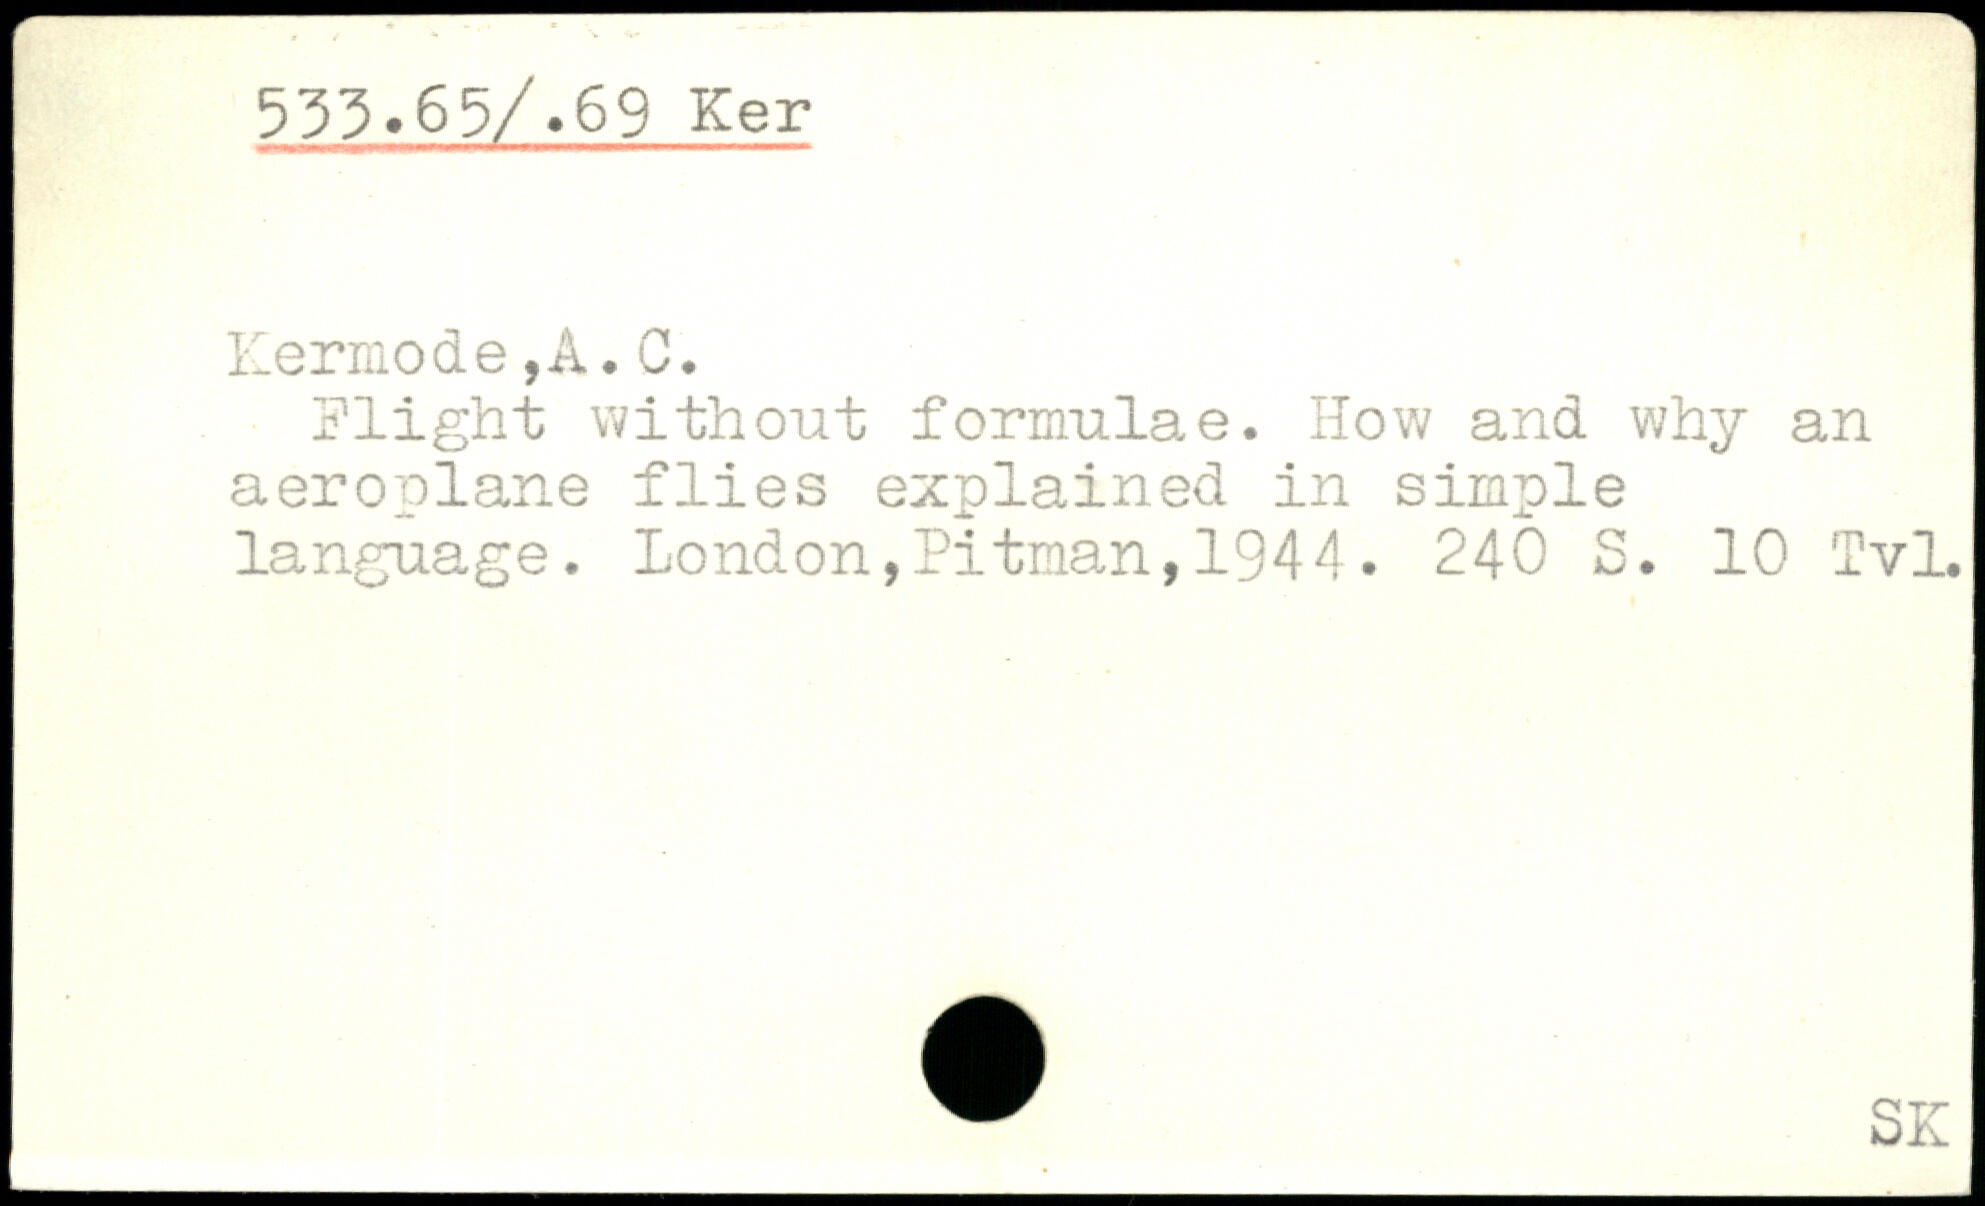 533.65/.69 Ker
Kermode,A.C.
Flight without formulae. How and why an
aeroplane flies explained in simple
language. London,Pitman,1944. 240 S. 10 Tvl.
SK